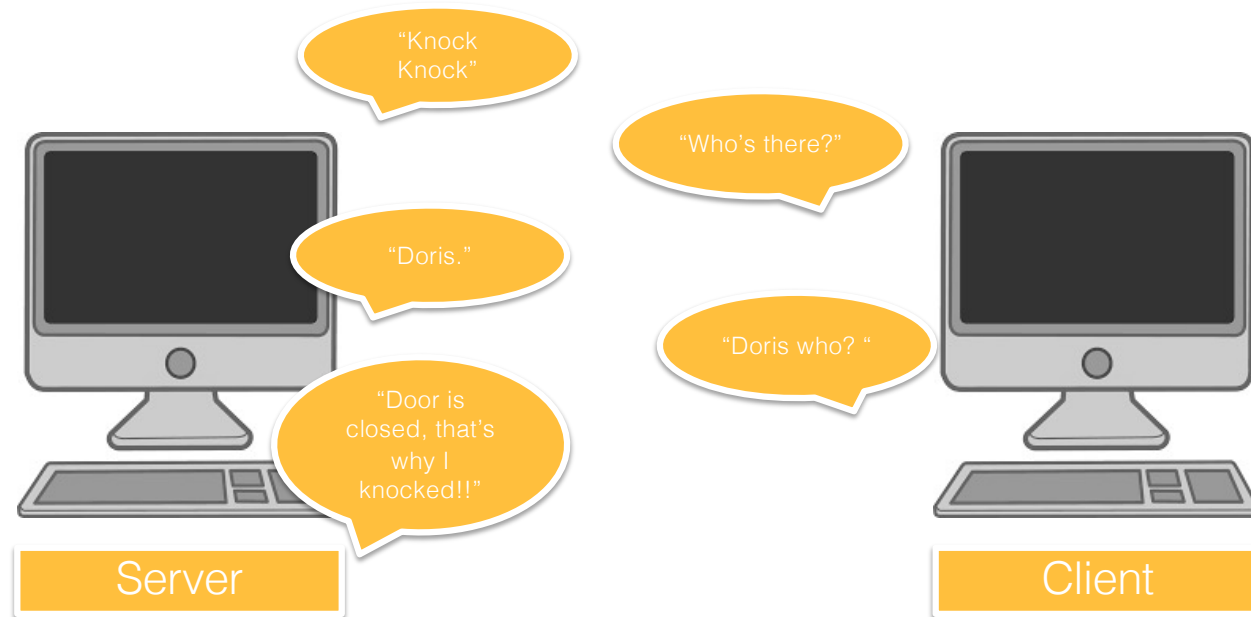 “Knock
Knock”
“Who’s there?”
“Doris.”
“Doris who? “
“Door is
closed, that’s
why I
knocked!!”
Server
Client